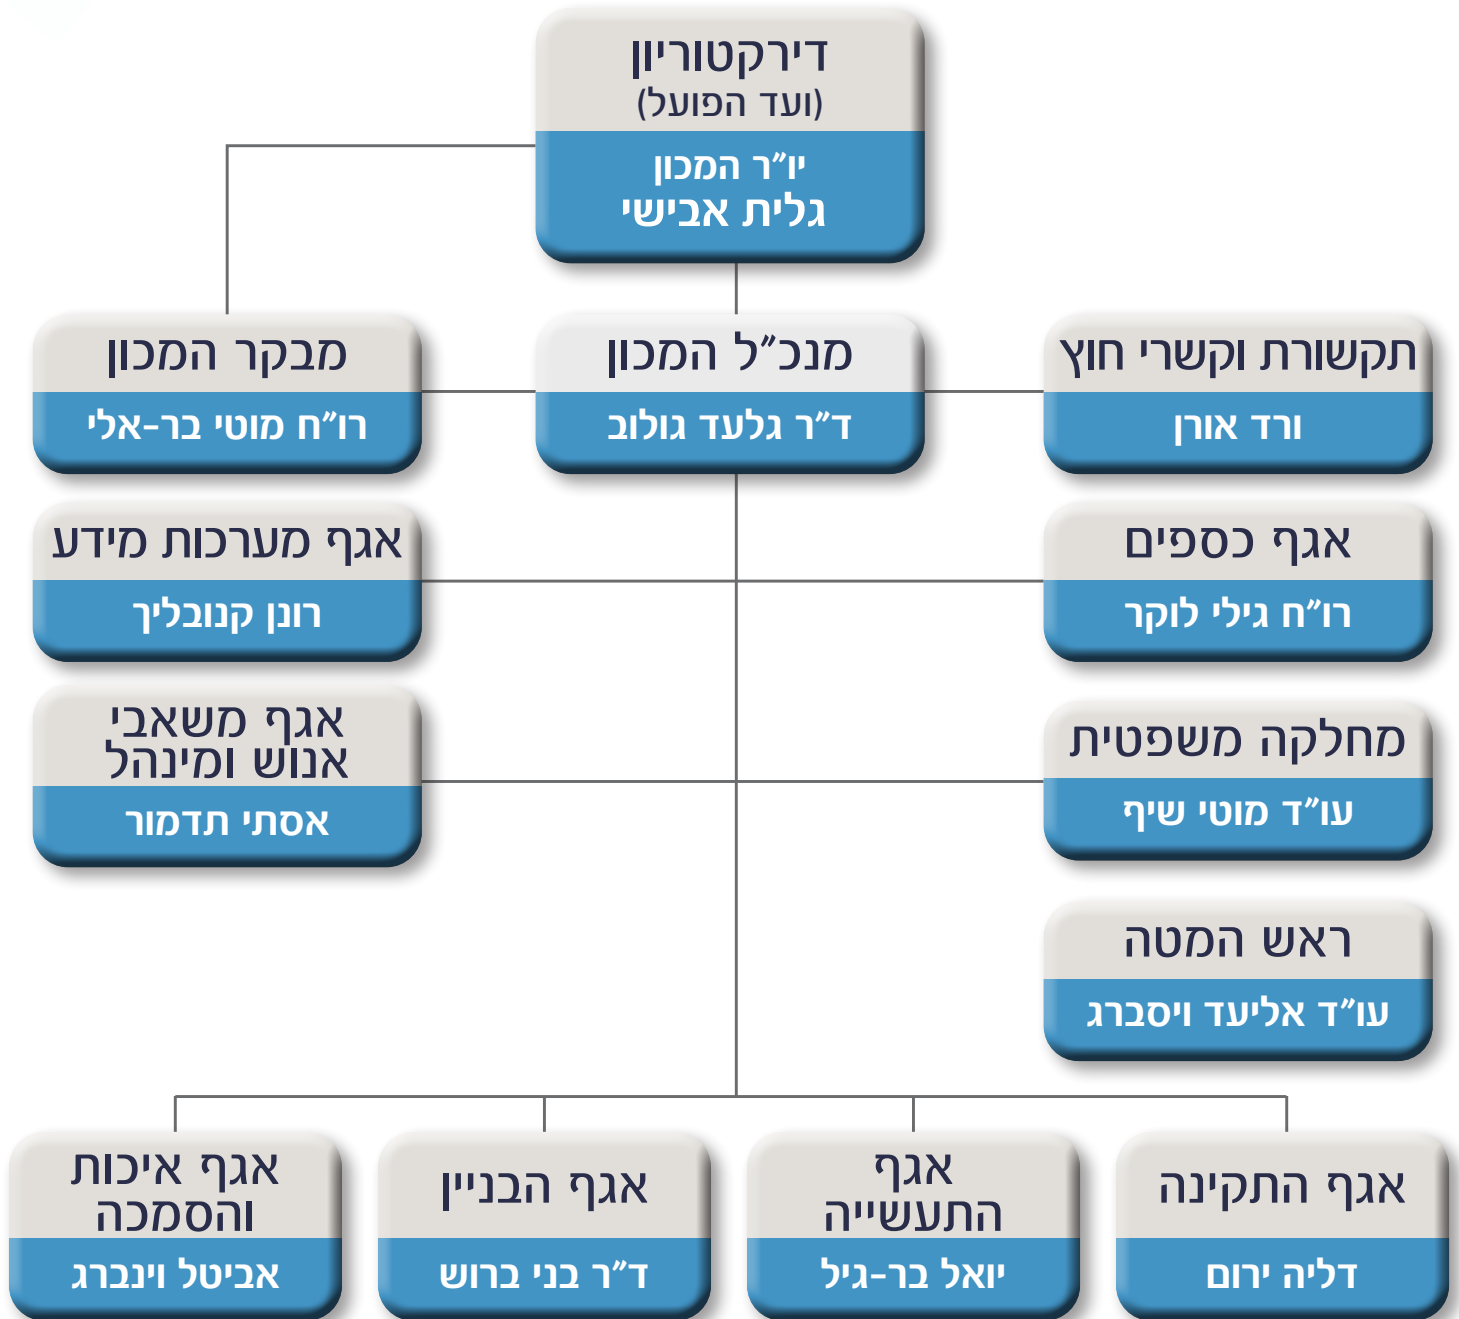 דירקטוריון
(ועד הפועל)
יו״ר המכון
גלית אבישי
תקשורת וקשרי חוץ
ורד אורן
מנכ״ל המכון
ד״ר גלעד גולוב
מבקר המכון
רו״ח מוטי בר-אלי
אגף כספים
רו״ח גילי לוקר
אגף מערכות מידע
רונן קנובליך
מחלקה משפטית
עו״ד מוטי שיף
אגף משאבי
אנוש ומינהל
אסתי תדמור
ראש המטה
עו״ד אליעד ויסברג
אגף התקינה
דליה ירום
אגף
התעשייה
יואל בר-גיל
אגף הבניין
ד״ר בני ברוש
אגף איכות
והסמכה
אביטל וינברג